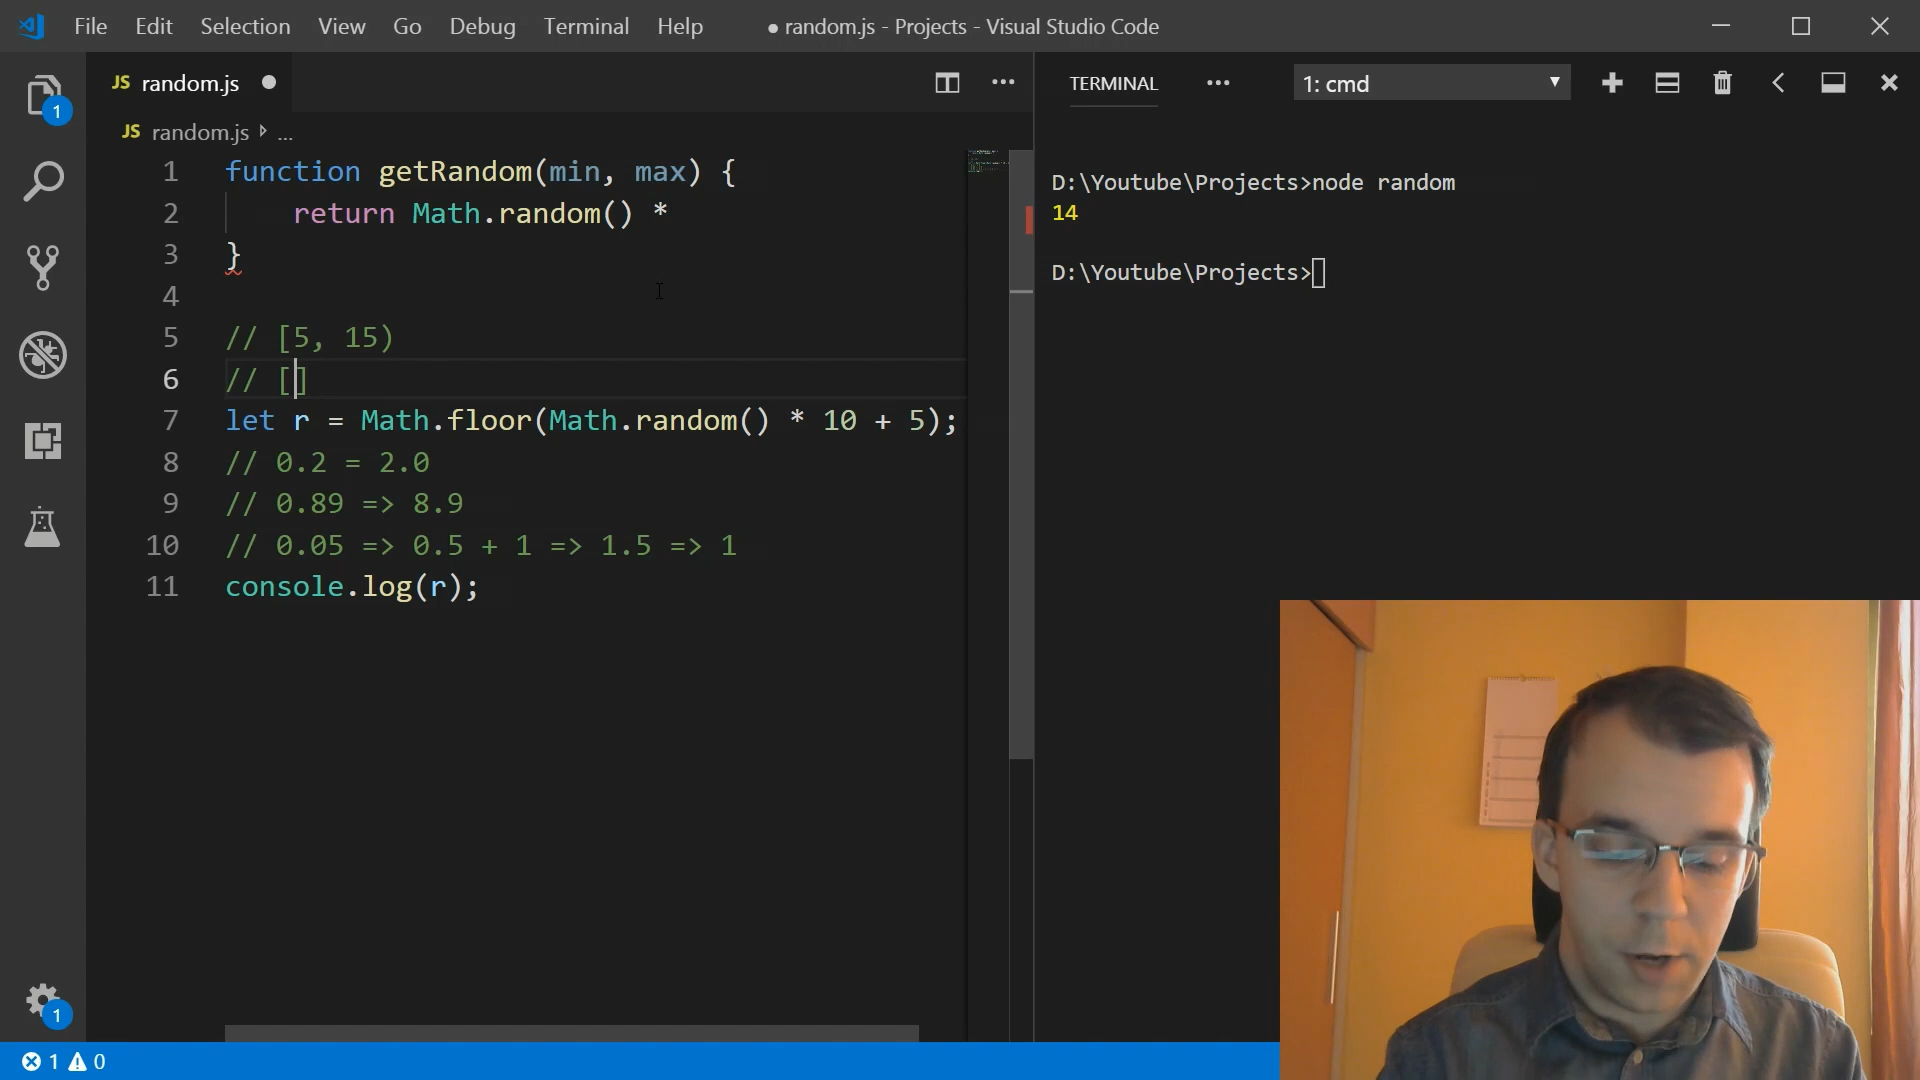 File Edit Selection View Go Debug Terminal Help ● random.js - Projects - Visual Studio Code
JS random.js ●
JS random.js ...
1 function getRandom(min, max) {
2 return Math.random() *
3 }
4
5 // [5, 15)
6 // []
7 let r = Math.floor(Math.random() * 10 + 5);
8 // 0.2 = 2.0
9 // 0.89 => 8.9
10 // 0.05 => 0.5 + 1 => 1.5 => 1
11 console.log(r);
TERMINAL ••• 1: cmd
D:\Youtube\Projects>node random
14
D:\Youtube\Projects>
1
1
1 0